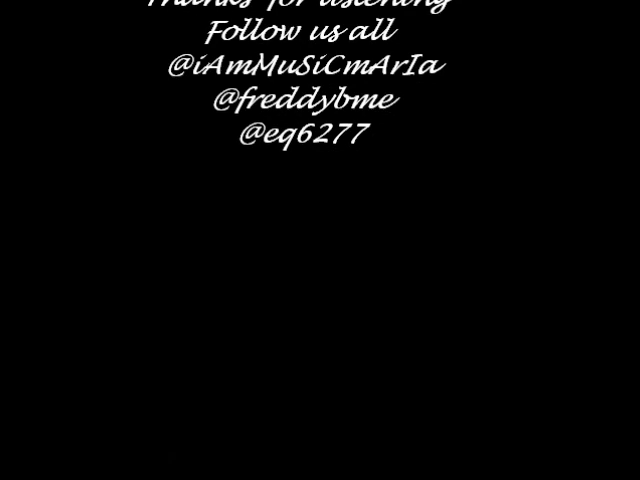 Thanks for listening
Follow us all
@iAmMuSiCmArIa
@freddybme
@eq6277